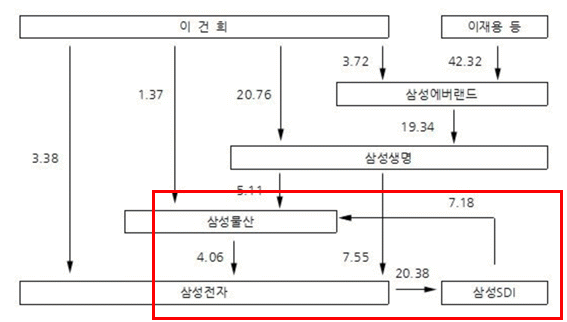 이 건 희
이재용 등
3.72
42.32
1.37
20.76
삼성에버랜드
19.34
3.38
삼성생명
5.11
7.18
삼성물산
4.06
7.55
20.38
삼성전자
삼성SDI